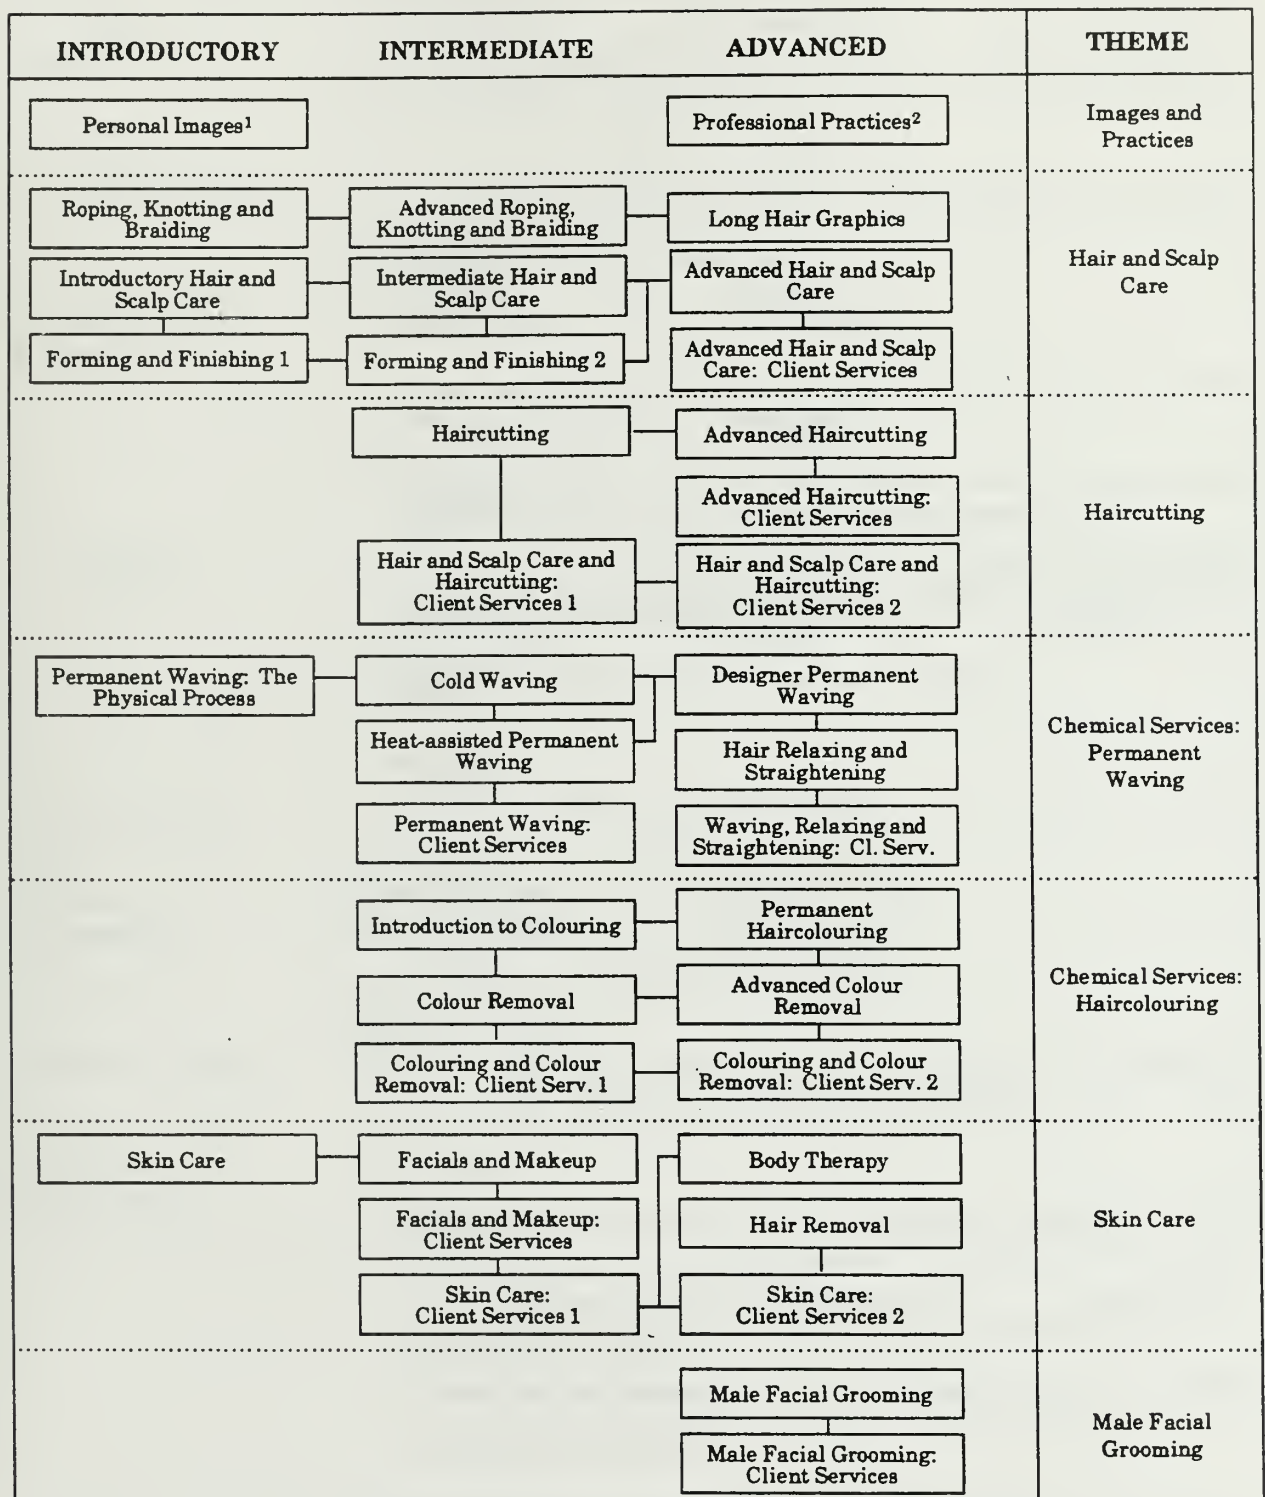 INTRODUCTORY INTERMEDIATE ADVANCED THEME
Personal Images¹
Professional Practices²
Images and
Practices
Roping, Knotting and
Braiding
Advanced Roping,
Knotting and Braiding
Long Hair Graphics
Introductory Hair and
Scalp Care
Intermediate Hair and
Scalp Care
Advanced Hair and Scalp
Care
Forming and Finishing 1
Forming and Finishing 2
Advanced Hair and Scalp
Care: Client Services
Hair and Scalp
Care
Haircutting
Advanced Haircutting
Advanced Haircutting:
Client Services
Hair and Scalp Care and
Haircutting:
Client Services 1
Hair and Scalp Care and
Haircutting:
Client Services 2
Haircutting
Permanent Waving: The
Physical Process
Cold Waving
Designer Permanent
Waving
Heat-assisted Permanent
Waving
Hair Relaxing and
Straightening
Permanent Waving:
Client Services
Waving, Relaxing and
Straightening: Cl. Serv.
Chemical Services:
Permanent
Waving
Introduction to Colouring
Permanent
Haircolouring
Colour Removal
Advanced Colour
Removal
Colouring and Colour
Removal: Client Serv. 1
Colouring and Colour
Removal: Client Serv. 2
Chemical Services:
Haircolouring
Skin Care
Facials and Makeup
Body Therapy
Facials and Makeup:
Client Services
Hair Removal
Skin Care:
Client Services 1
Skin Care:
Client Services 2
Skin Care
Male Facial Grooming
Male Facial Grooming:
Client Services
Male Facial
Grooming